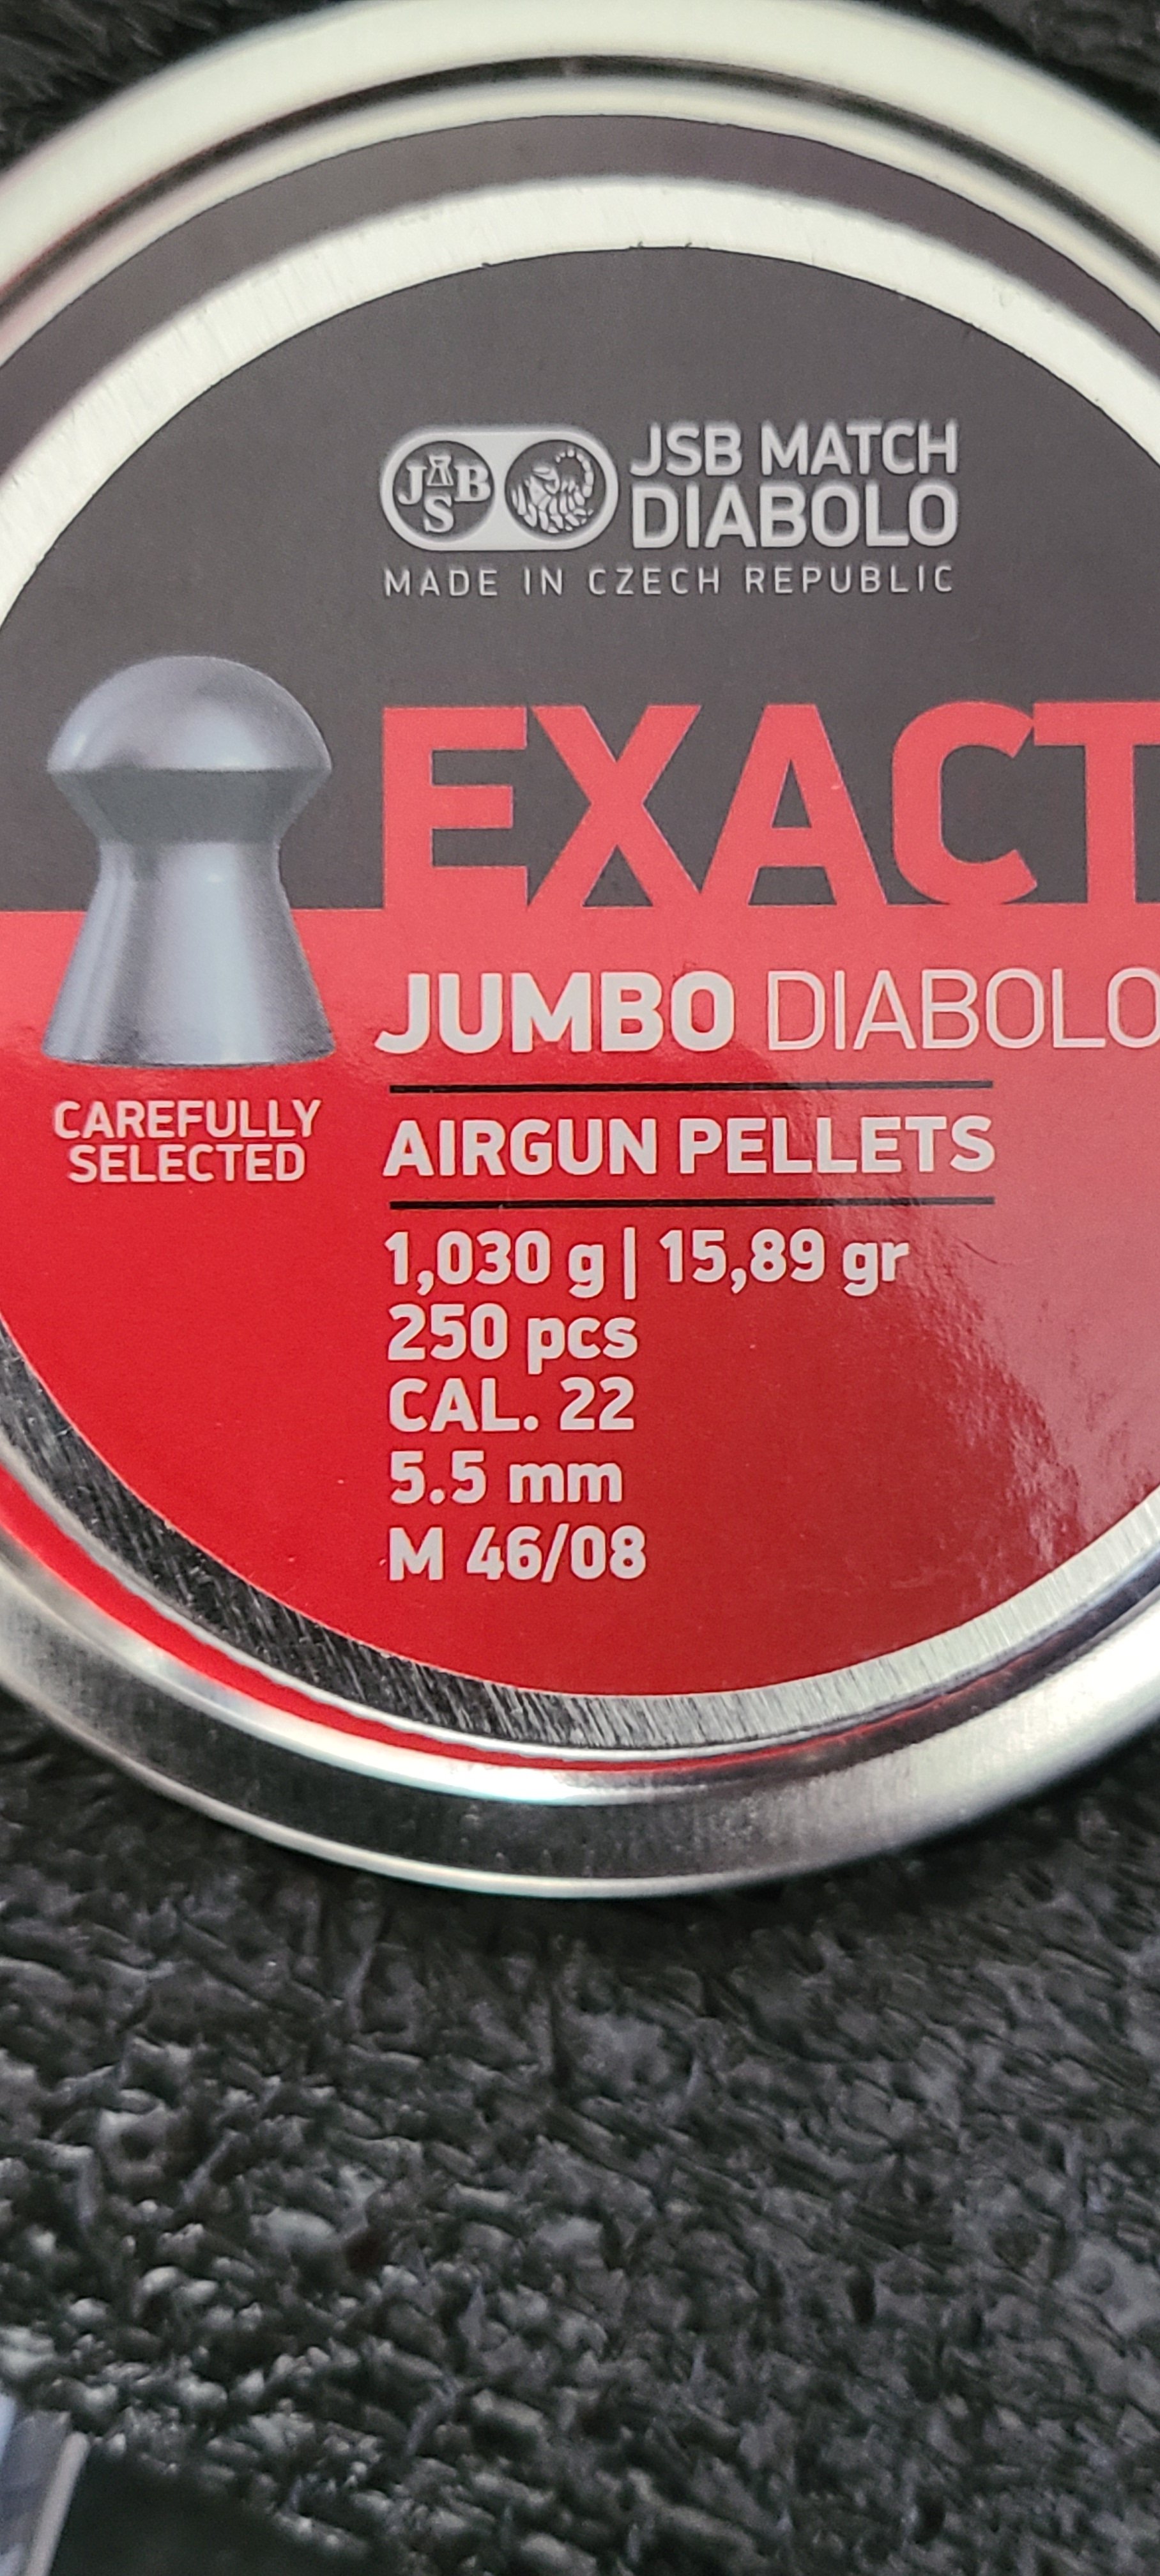 JSB
JSB MATCH
DIABOLO
MADE IN CZECH REPUBLIC
EXACT
JUMBO DIABOLO
CAREFULLY
SELECTED
AIRGUN PELLETS
1,030 g | 15,89 gr
250 pcs
CAL. 22
5.5 mm
M 46/08